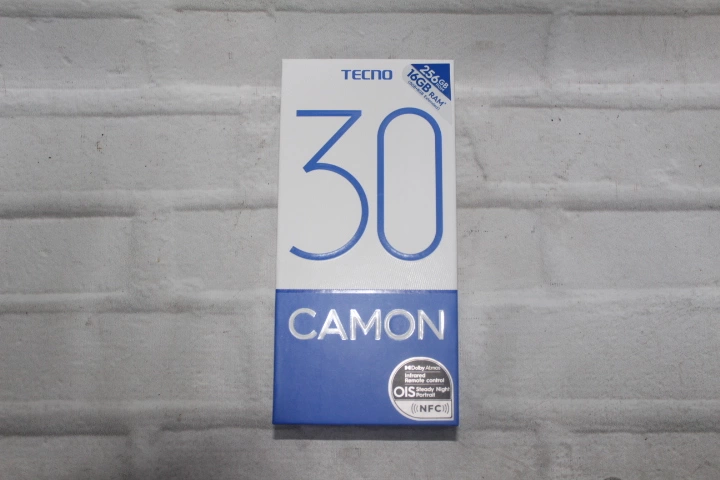 TECNO
256GB
16GB RAM*
30
CAMON
Dolby Atmos
Infrared
Remote control
OIS Steady Night
Portrait
NFC